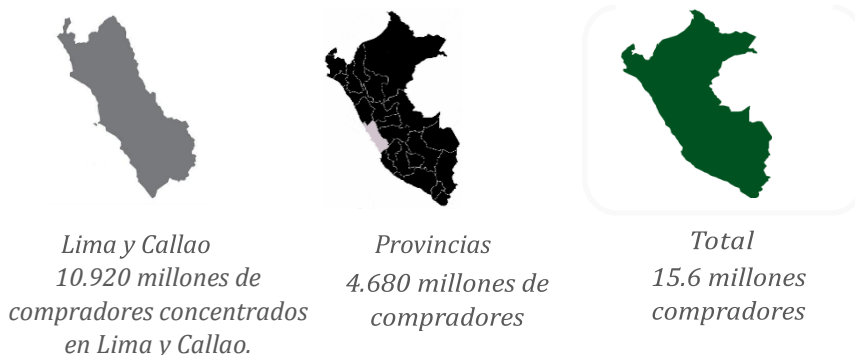 Lima y Callao
10.920 millones de
compradores concentrados
en Lima y Callao.
Provincias
4.680 millones de
compradores
Total
15.6 millones
compradores